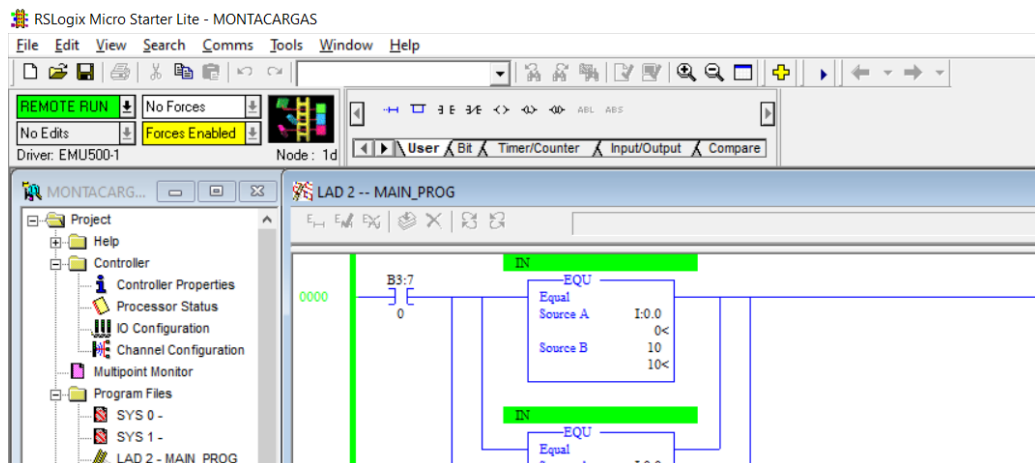 RSLogix Micro Starter Lite - MONTACARGAS
File Edit View Search Comms Tools Window Help
REMOTE RUN No Forces
No Edits Forces Enabled
Driver: EMU500-1 Node : 1d
ABL ABS
User Bit Timer/Counter Input/Output Compare
MONTACARG...
Project
Help
Controller
Controller Properties
Processor Status
IO Configuration
Channel Configuration
Multipoint Monitor
Program Files
SYS 0 -
SYS 1 -
LAD 2 - MAIN_PROG
LAD 2 -- MAIN_PROG
0000
B3:7
0
IN
EQU
Equal
Source A I:0.0
0<
Source B 10
10<
IN
EQU
Equal